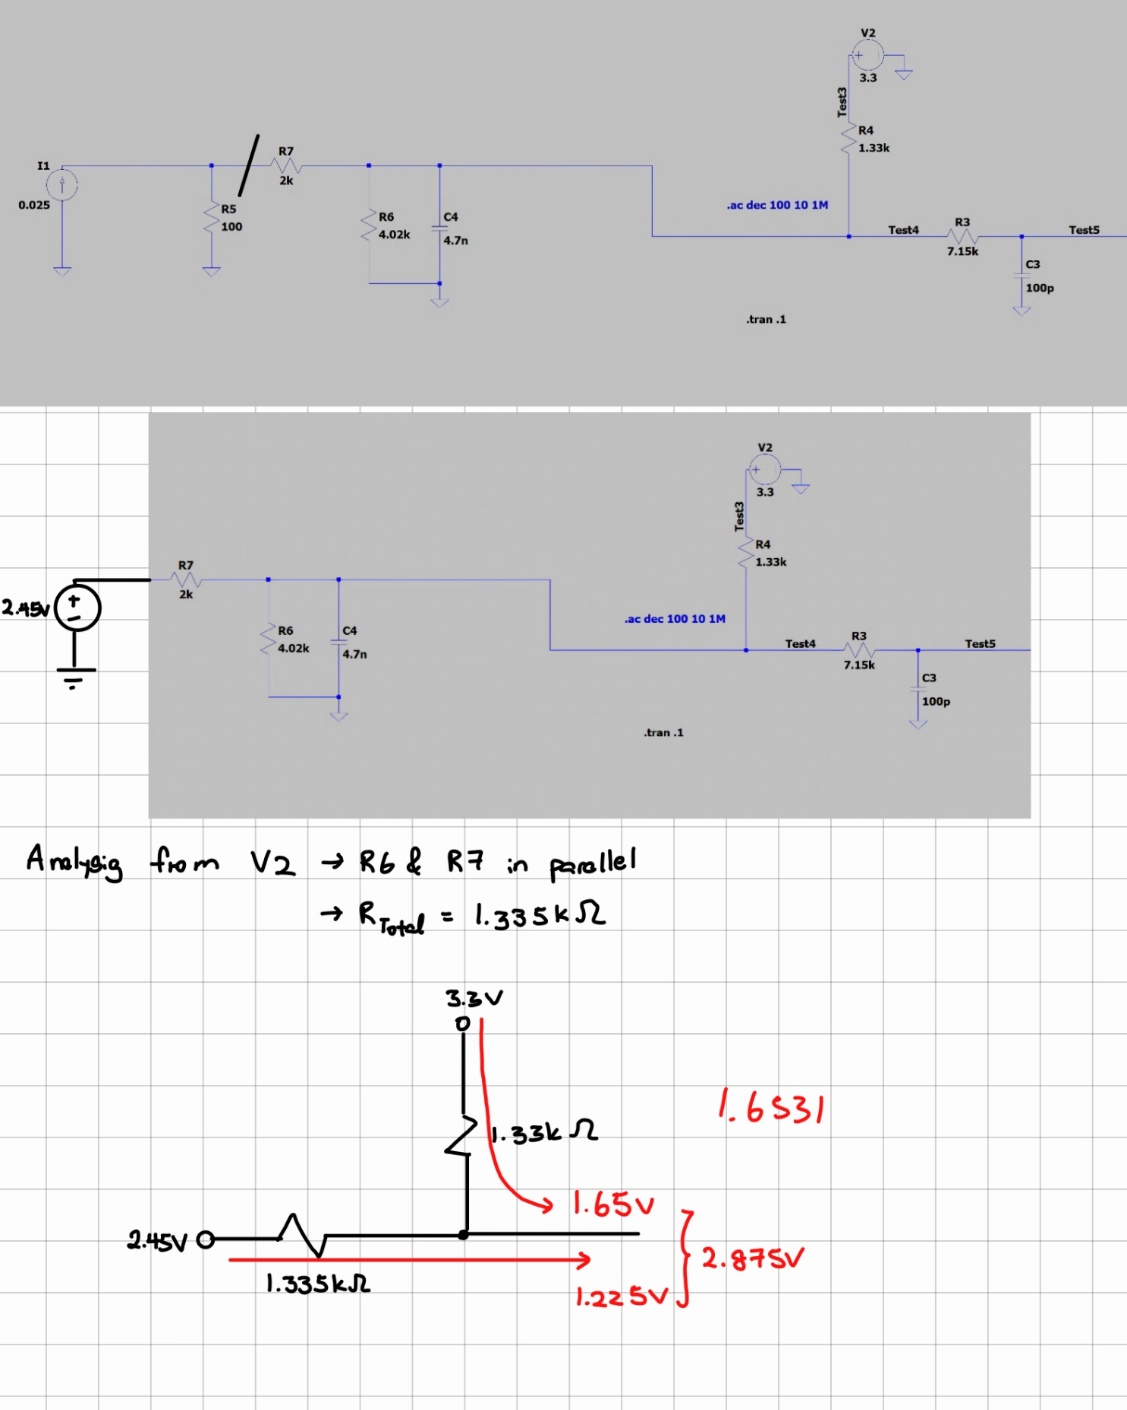 V2
3.3
Test3
R4
1.33k
I1
0.025
R7
2k
R5
100
R6
4.02k
C4
4.7n
.ac dec 100 10 1M
Test4
R3
7.15k
Test5
C3
100p
.tran .1
V2
3.3
Test3
R4
1.33k
2.45V
R7
2k
R6
4.02k
C4
4.7n
.ac dec 100 10 1M
Test4
R3
7.15k
Test5
C3
100p
.tran .1
Analysig from V2 → R6 & R7 in parallel
→ RTotal = 1.335kΩ
3.3V
1.33kΩ
1.6531
1.65V
2.45V
1.335kΩ
2.875V
1.225V